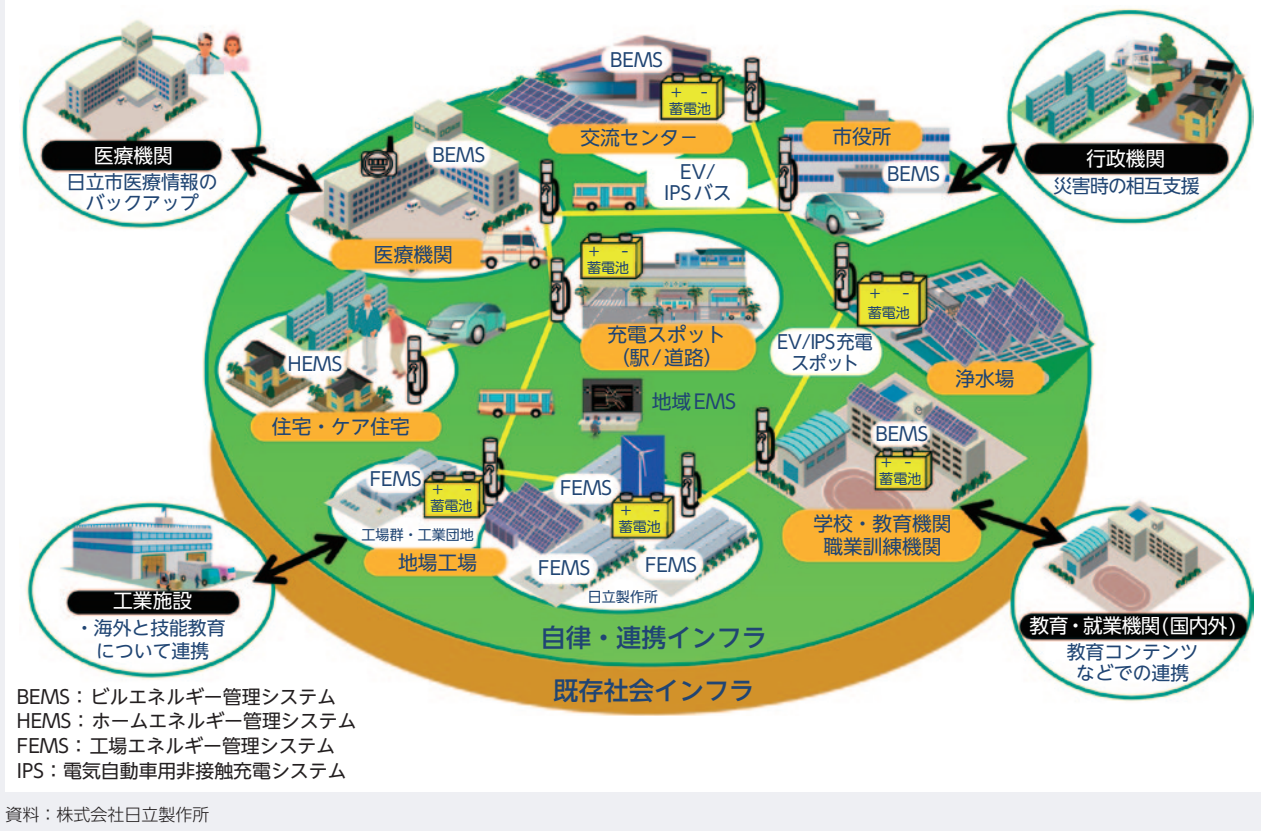 BEMS
+ -
蓄電池
交流センター
市役所
BEMS
医療機関
日立市医療情報の
バックアップ
BEMS
EV/
IPSバス
行政機関
災害時の相互支援
医療機関
+ -
蓄電池
充電スポット
(駅/道路)
+ -
蓄電池
EV/IPS充電
スポット
浄水場
HEMS
住宅・ケア住宅
地域EMS
BEMS
+ -
蓄電池
学校・教育機関
職業訓練機関
FEMS
+ -
蓄電池
工場群・工業団地
地場工場
FEMS
+ -
蓄電池
FEMS
FEMS
日立製作所
工業施設
・海外と技能教育
について連携
教育・就業機関(国内外)
教育コンテンツ
などでの連携
自律・連携インフラ
既存社会インフラ
BEMS:ビルエネルギー管理システム
HEMS:ホームエネルギー管理システム
FEMS:工場エネルギー管理システム
IPS:電気自動車用非接触充電システム
資料:株式会社日立製作所